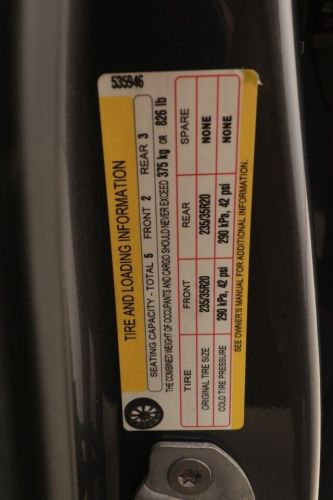 535946
TIRE AND LOADING INFORMATION
SEATING CAPACITY - TOTAL 5 FRONT 2 REAR 3
THE COMBINED WEIGHT OF OCCUPANTS AND CARGO SHOULD NEVER EXCEED 375 kg OR 826 lb
TIRE FRONT REAR SPARE
ORIGINAL TIRE SIZE 235/35R20 235/35R20 NONE
COLD TIRE PRESSURE 290 kPa, 42 psi 290 kPa, 42 psi NONE
SEE OWNER'S MANUAL FOR ADDITIONAL INFORMATION.